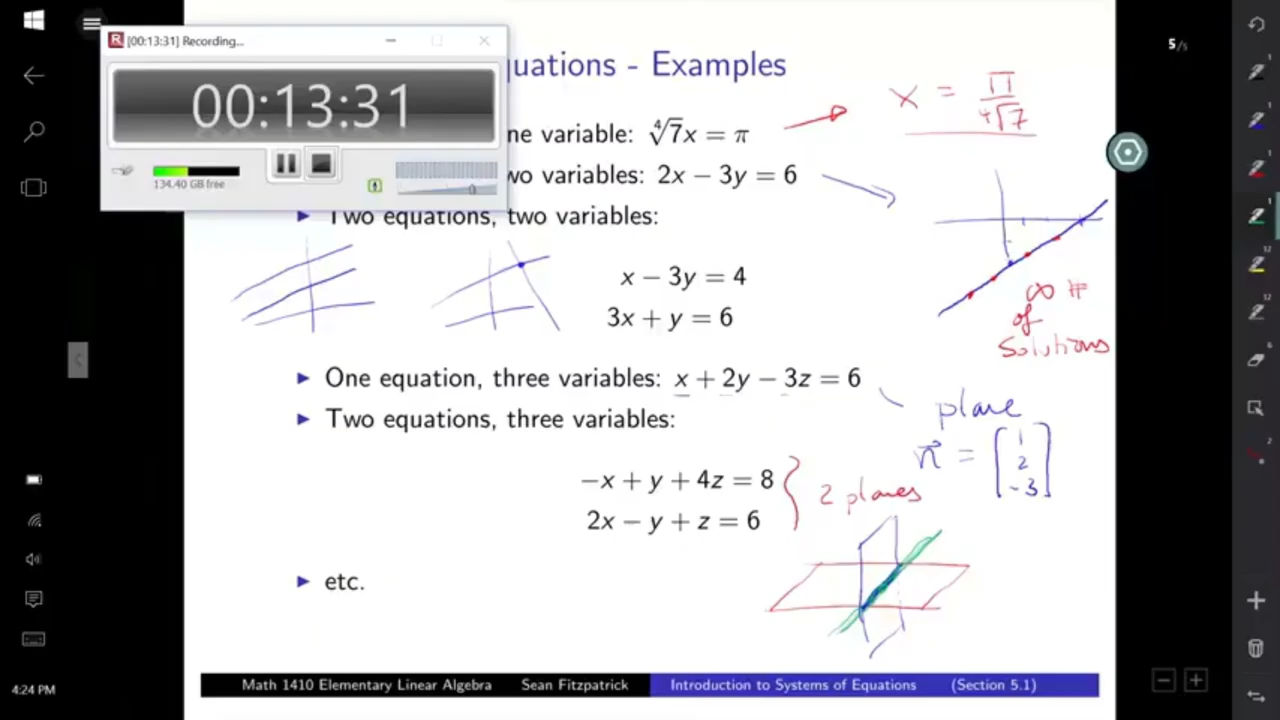 [00:13:31] Recording...
5/5
00:13:31
134.40 GB free
uations - Examples
ne variable: ∜7x = π
x = π/∜7
wo variables: 2x − 3y = 6
Two equations, two variables:
x − 3y = 4
3x + y = 6
∞ #
of
Solutions
One equation, three variables: x + 2y − 3z = 6
plane
n⃗ = [1 2 -3]
Two equations, three variables:
−x + y + 4z = 8
2x − y + z = 6
2 planes
etc.
Math 1410 Elementary Linear Algebra Sean Fitzpatrick Introduction to Systems of Equations (Section 5.1)
4:24 PM